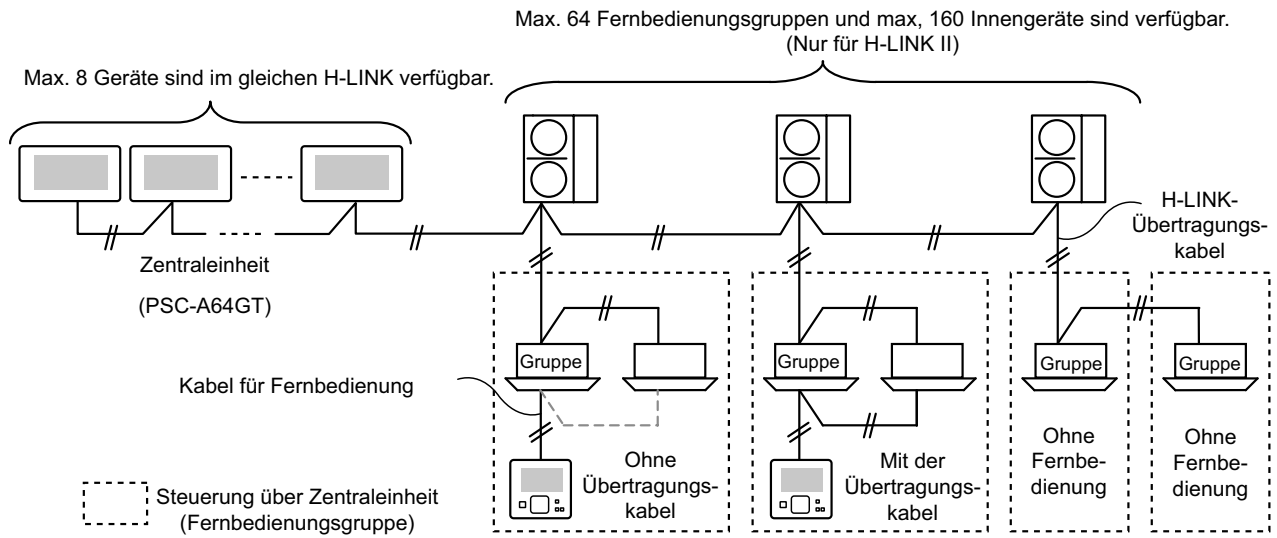 Max. 64 Fernbedienungsgruppen und max, 160 Innengeräte sind verfügbar.
(Nur für H-LINK II)
Max. 8 Geräte sind im gleichen H-LINK verfügbar.
H-LINK-
Übertragungs-
kabel
Zentraleinheit
(PSC-A64GT)
Gruppe
Gruppe
Gruppe
Gruppe
Kabel für Fernbedienung
Ohne
Übertragungs-
kabel
Mit der
Übertragungs-
kabel
Ohne
Fernbe-
dienung
Ohne
Fernbe-
dienung
Steuerung über Zentraleinheit
(Fernbedienungsgruppe)